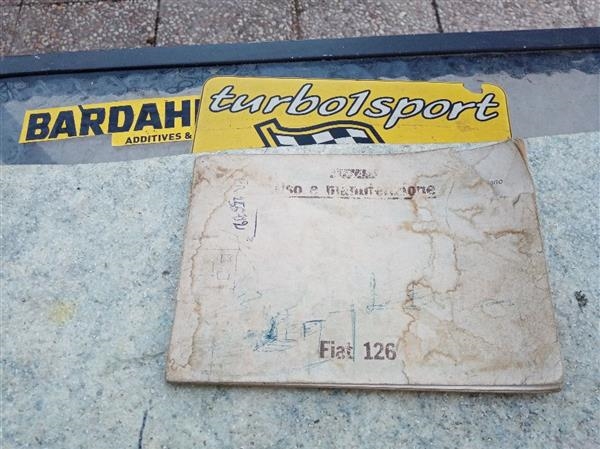 BARDAHL
ADDITIVES &
turbo1sport
Uso e manutenzione
Fiat 126